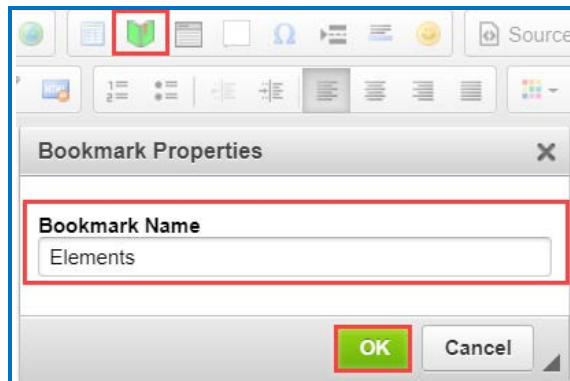 Ω
Source
Bookmark Properties
Bookmark Name
Elements
OK Cancel